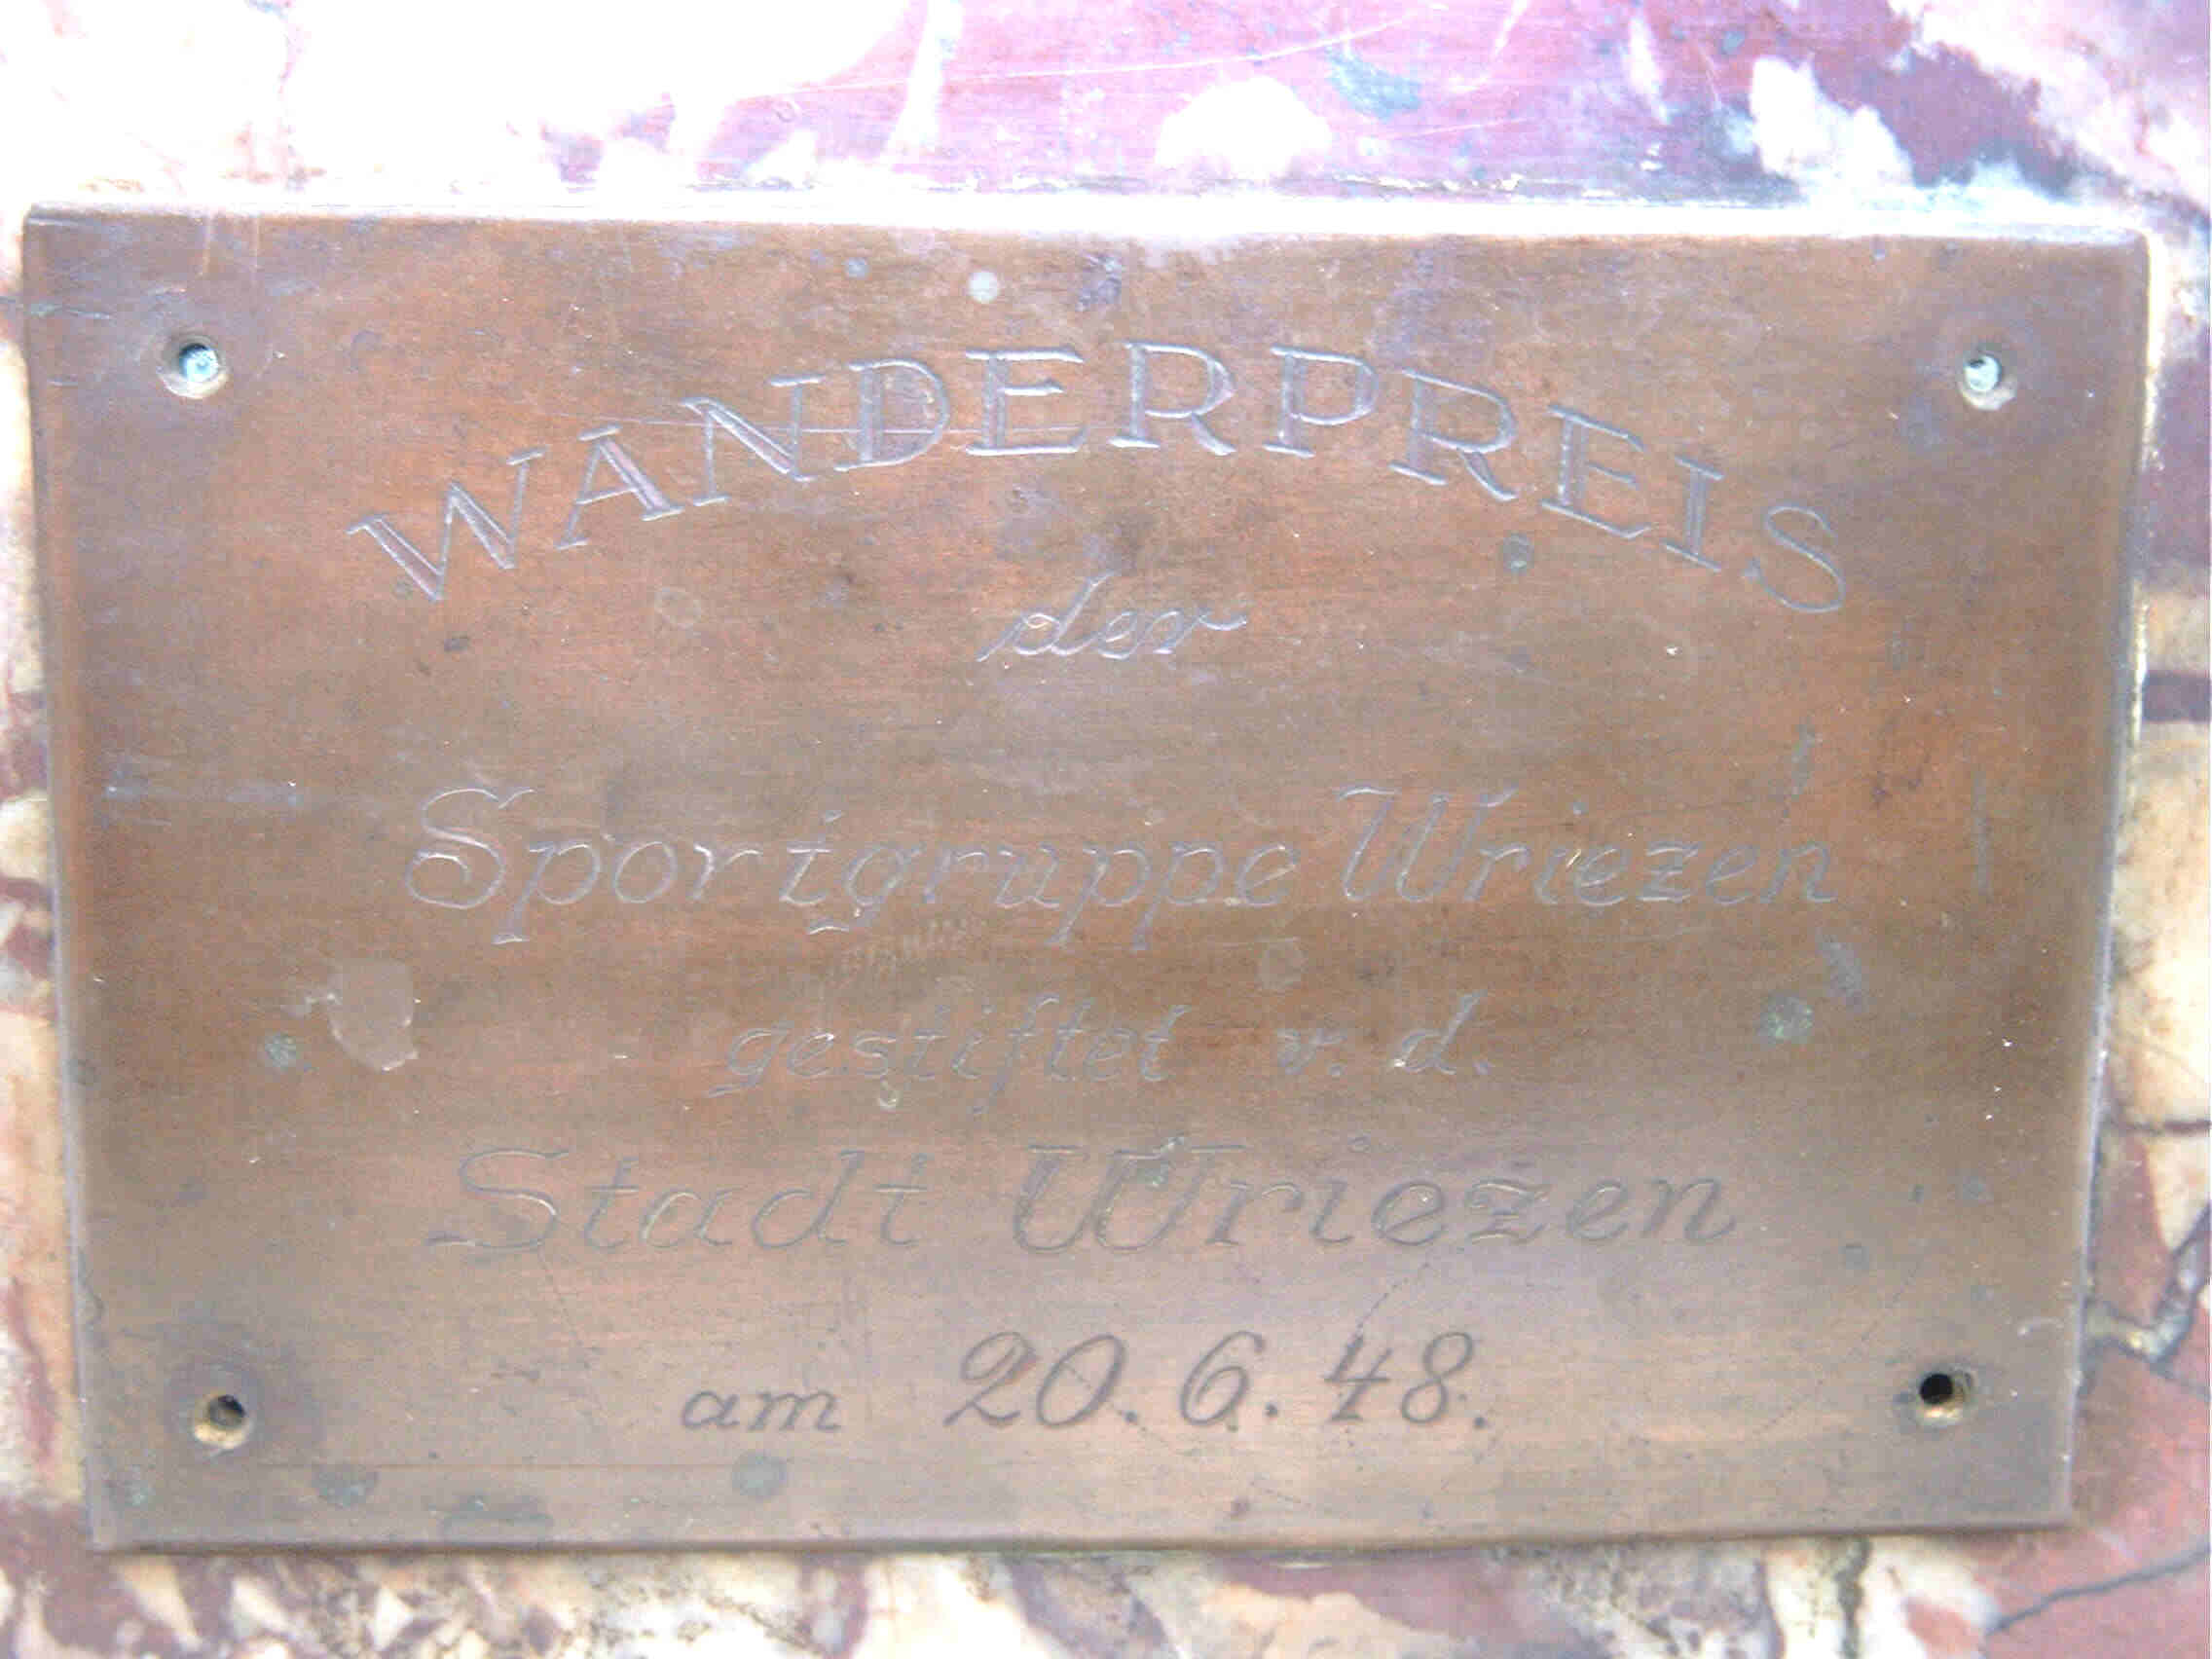 WANDERPREIS
der
Sportgruppe Wriezen
gestiftet v. d.
Stadt Wriezen
am 20.6.48.